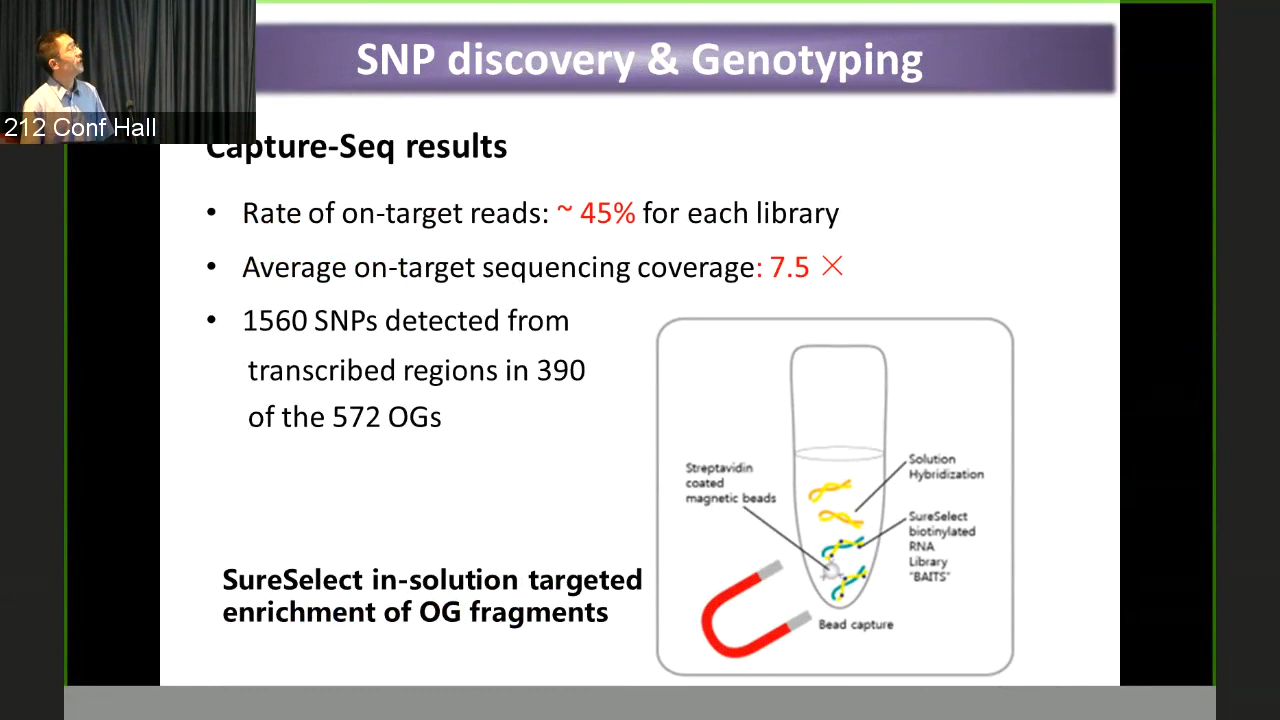 SNP discovery & Genotyping
212 Conf Hall
Capture-Seq results
• Rate of on-target reads: ~ 45% for each library
• Average on-target sequencing coverage: 7.5 ×
• 1560 SNPs detected from
transcribed regions in 390
of the 572 OGs
Streptavidin
coated
magnetic beads
Solution
Hybridization
SureSelect
biotinylated
RNA
Library
"BAITS"
Bead capture
SureSelect in-solution targeted
enrichment of OG fragments